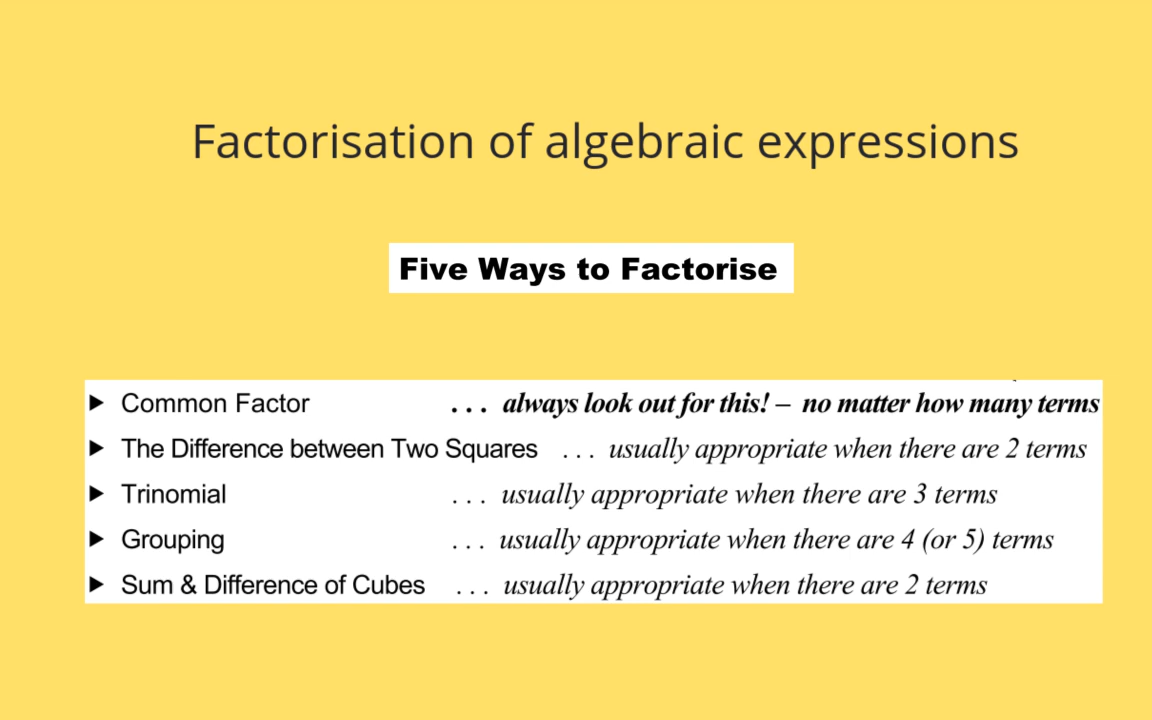 Factorisation of algebraic expressions
Five Ways to Factorise
▶ Common Factor . . . always look out for this! – no matter how many terms
▶ The Difference between Two Squares . . . usually appropriate when there are 2 terms
▶ Trinomial . . . usually appropriate when there are 3 terms
▶ Grouping . . . usually appropriate when there are 4 (or 5) terms
▶ Sum & Difference of Cubes . . . usually appropriate when there are 2 terms